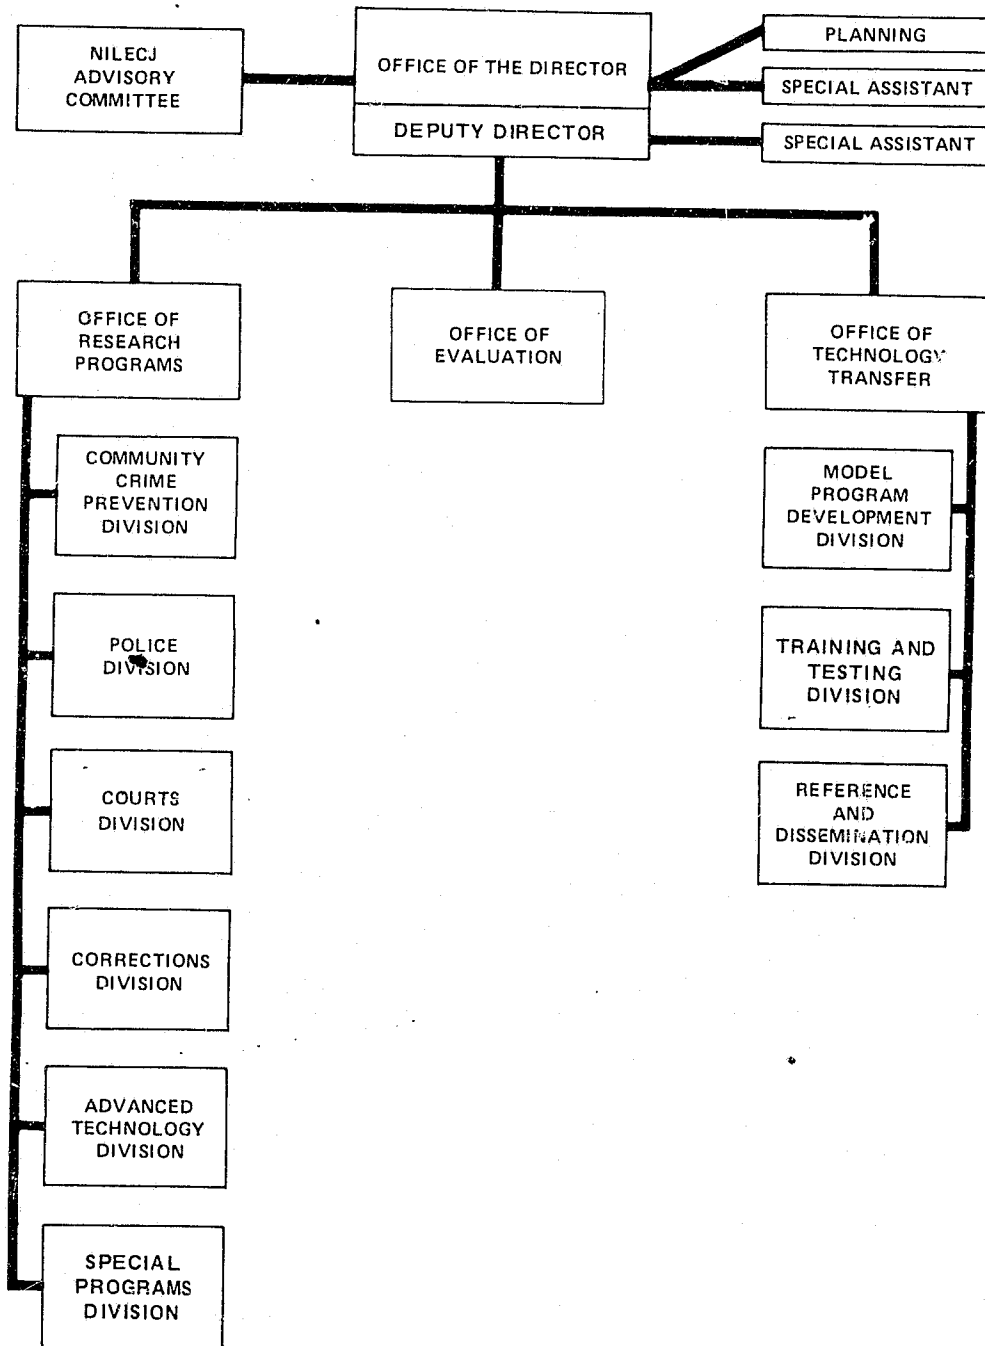 NILECJ
ADVISORY
COMMITTEE
OFFICE OF THE DIRECTOR
DEPUTY DIRECTOR
PLANNING
SPECIAL ASSISTANT
SPECIAL ASSISTANT
OFFICE OF
RESEARCH
PROGRAMS
OFFICE OF
EVALUATION
OFFICE OF
TECHNOLOGY
TRANSFER
COMMUNITY
CRIME
PREVENTION
DIVISION
POLICE
DIVISION
COURTS
DIVISION
CORRECTIONS
DIVISION
ADVANCED
TECHNOLOGY
DIVISION
SPECIAL
PROGRAMS
DIVISION
MODEL
PROGRAM
DEVELOPMENT
DIVISION
TRAINING AND
TESTING
DIVISION
REFERENCE
AND
DISSEMINATION
DIVISION